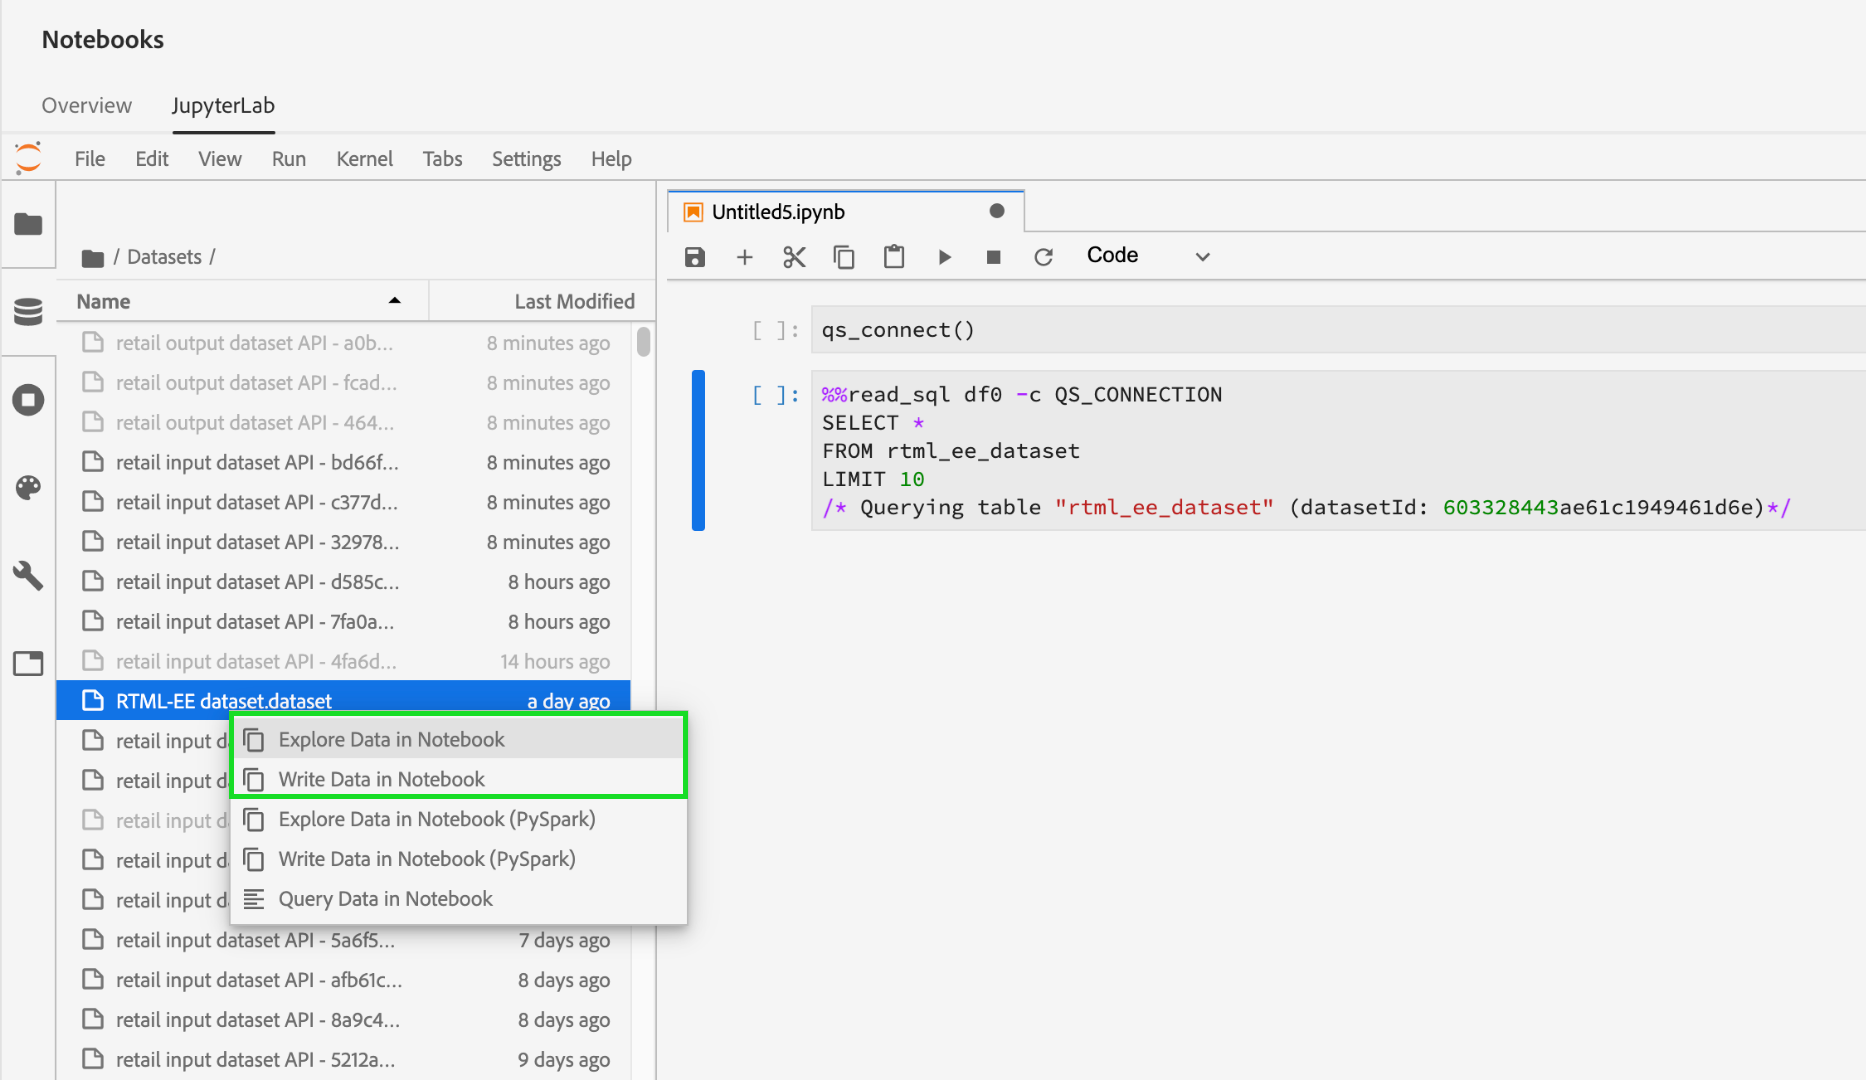 Notebooks
Overview JupyterLab
File Edit View Run Kernel Tabs Settings Help
Untitled5.ipynb
/ Datasets /
Code
Name Last Modified
retail output dataset API - a0b... 8 minutes ago
retail output dataset API - fcad... 8 minutes ago
retail output dataset API - 464... 8 minutes ago
retail input dataset API - bd66f... 8 minutes ago
retail input dataset API - c377d... 8 minutes ago
retail input dataset API - 32978... 8 minutes ago
retail input dataset API - d585c... 8 hours ago
retail input dataset API - 7fa0a... 8 hours ago
retail input dataset API - 4fa6d... 14 hours ago
RTML-EE dataset.dataset a day ago
retail input d
retail input d
retail input d
retail input d
retail input d
retail input dataset API - 5a6f5... 7 days ago
retail input dataset API - afb61c... 8 days ago
retail input dataset API - 8a9c4... 8 days ago
retail input dataset API - 5212a... 9 days ago
Explore Data in Notebook
Write Data in Notebook
Explore Data in Notebook (PySpark)
Write Data in Notebook (PySpark)
Query Data in Notebook
[ ]: qs_connect()
[ ]: %%read_sql df0 -c QS_CONNECTION
SELECT *
FROM rtml_ee_dataset
LIMIT 10
/* Querying table "rtml_ee_dataset" (datasetId: 603328443ae61c1949461d6e)*/